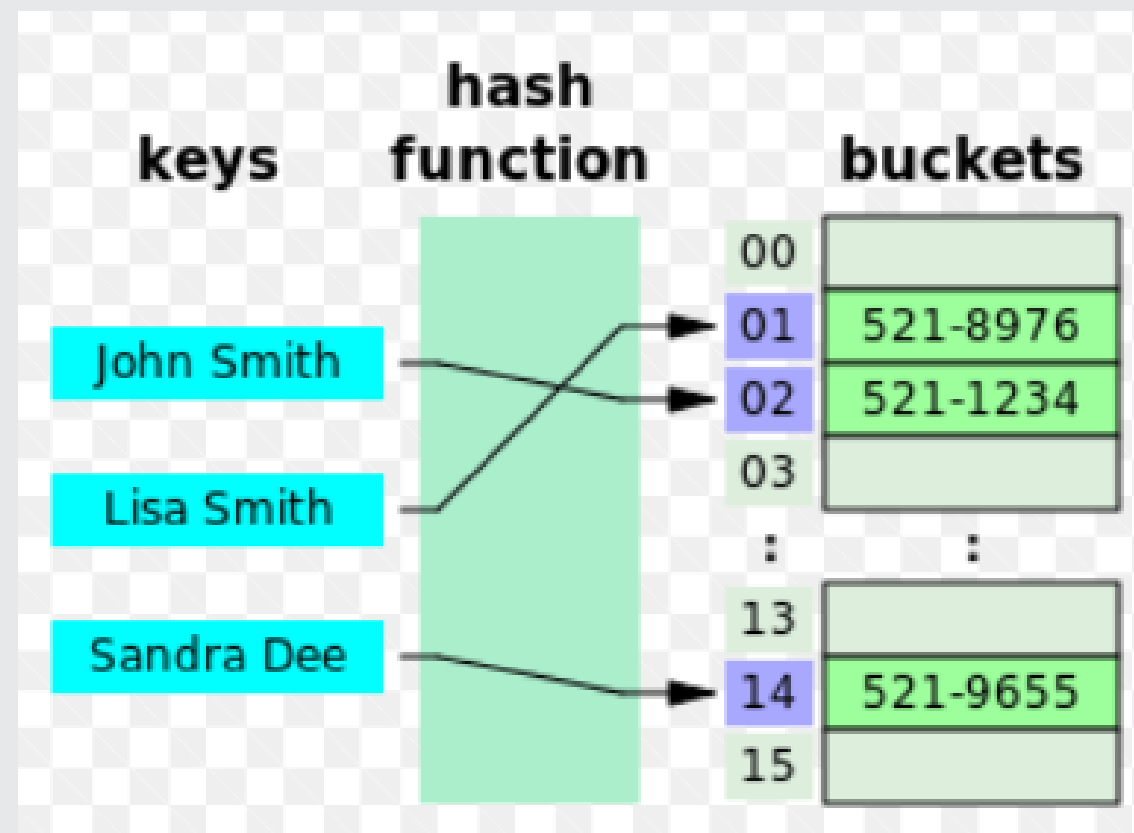 hash
keys function buckets
00
01 521-8976
John Smith
02 521-1234
03
Lisa Smith
: :
13
Sandra Dee
14 521-9655
15